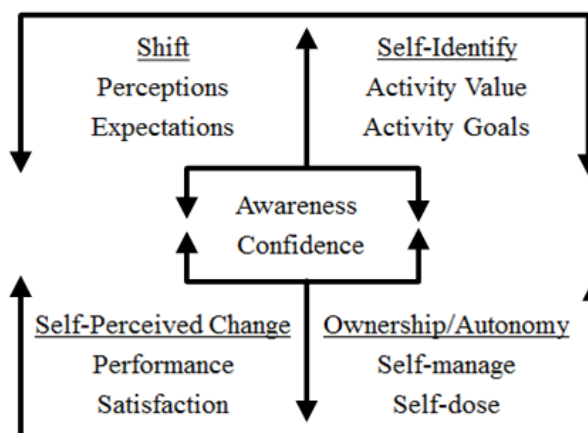 Shift
Perceptions
Expectations
Self-Identify
Activity Value
Activity Goals
Awareness
Confidence
Self-Perceived Change
Performance
Satisfaction
Ownership/Autonomy
Self-manage
Self-dose